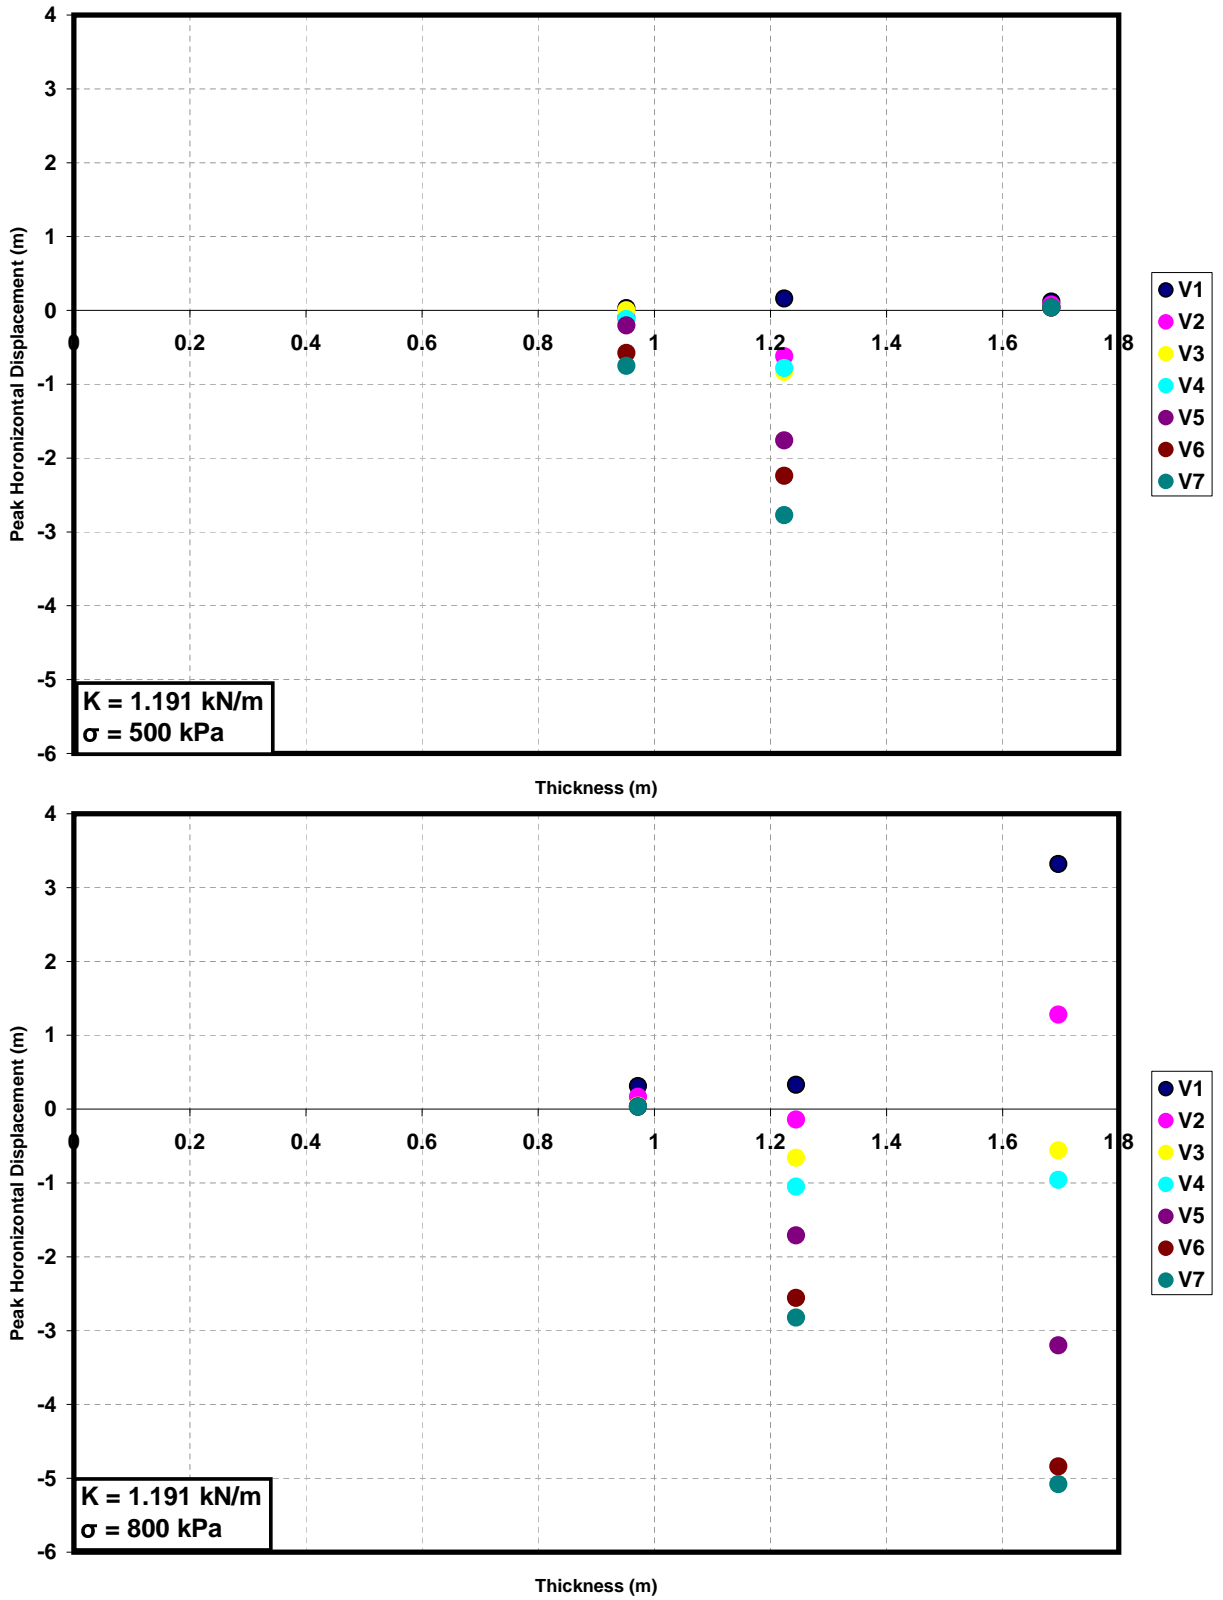 4
3
2
1
0
-1
-2
-3
-4
-5
-6
0
0.2
0.4
0.6
0.8
1
1.2
1.4
1.6
1.8
Peak Horonizontal Displacement (m)
Thickness (m)
K = 1.191 kN/m
σ = 500 kPa
V1
V2
V3
V4
V5
V6
V7
4
3
2
1
0
-1
-2
-3
-4
-5
-6
0
0.2
0.4
0.6
0.8
1
1.2
1.4
1.6
1.8
Peak Horonizontal Displacement (m)
Thickness (m)
K = 1.191 kN/m
σ = 800 kPa
V1
V2
V3
V4
V5
V6
V7